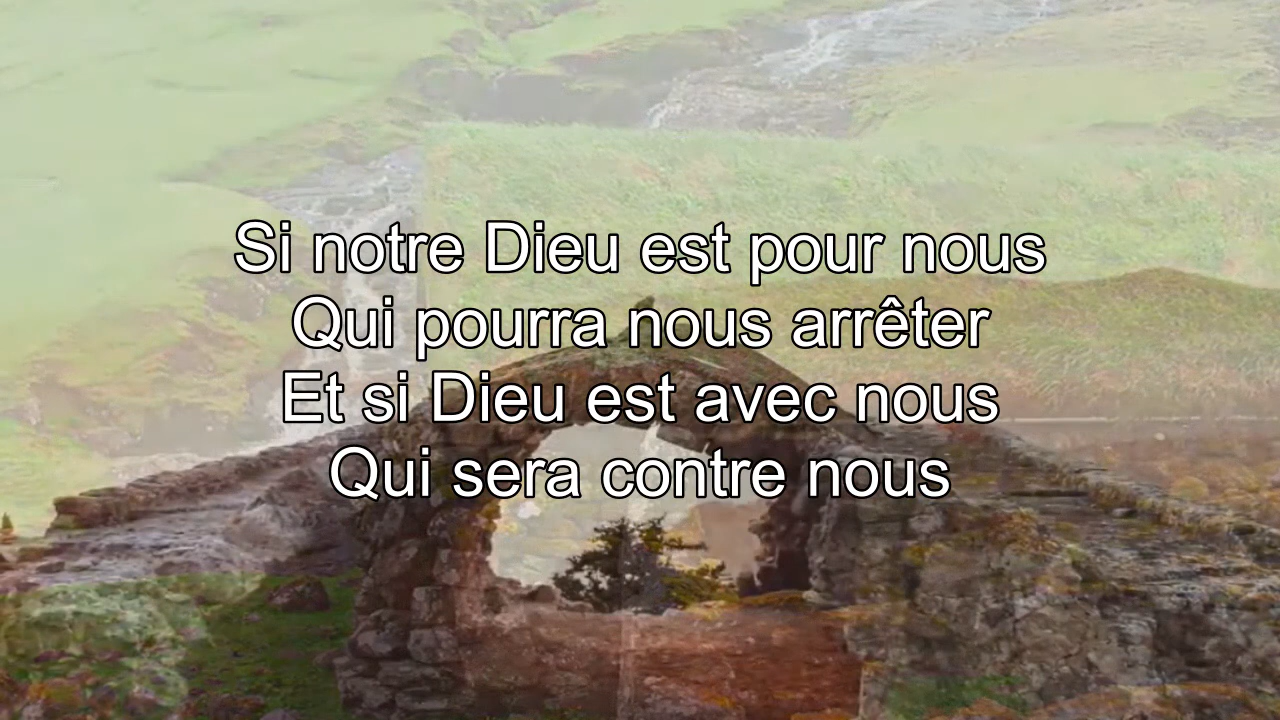 Si notre Dieu est pour nous
Qui pourra nous arrêter
Et si Dieu est avec nous
Qui sera contre nous